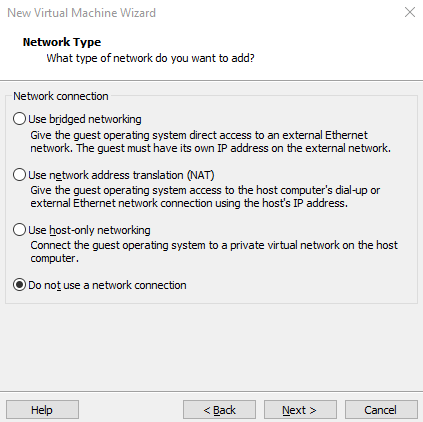 New Virtual Machine Wizard
Network Type
What type of network do you want to add?
Network connection
Use bridged networking
Give the guest operating system direct access to an external Ethernet
network. The guest must have its own IP address on the external network.
Use network address translation (NAT)
Give the guest operating system access to the host computer's dial-up or
external Ethernet network connection using the host's IP address.
Use host-only networking
Connect the guest operating system to a private virtual network on the host
computer.
Do not use a network connection
Help
< Back
Next >
Cancel